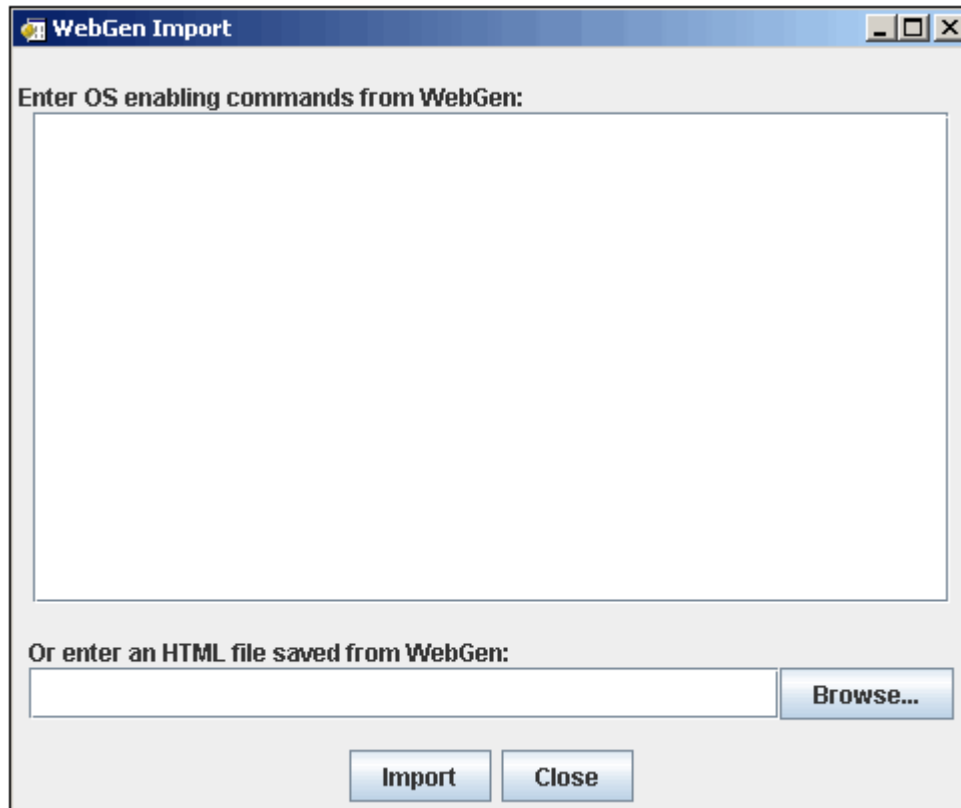 WebGen Import
Enter OS enabling commands from WebGen:
Or enter an HTML file saved from WebGen:
Browse...
Import Close